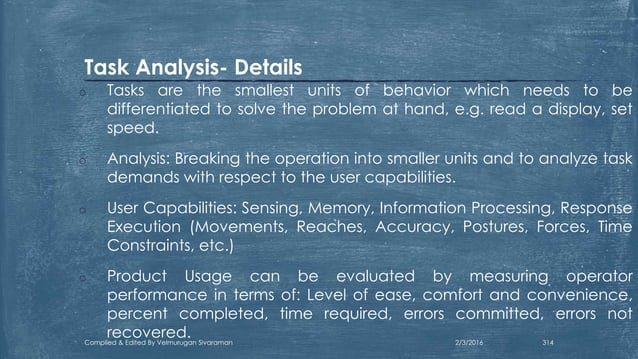 Task Analysis- Details
Tasks are the smallest units of behavior which needs to be
differentiated to solve the problem at hand, e.g. read a display, set
speed.
Analysis: Breaking the operation into smaller units and to analyze task
demands with respect to the user capabilities.
User Capabilities: Sensing, Memory, Information Processing, Response
Execution (Movements, Reaches, Accuracy, Postures, Forces, Time
Constraints, etc.)
Product Usage can be evaluated by measuring operator
performance in terms of: Level of ease, comfort and convenience,
percent completed, time required, errors committed, errors not
recovered.
Compiled & Edited By Velmurugan Sivaraman 2/3/2016 314